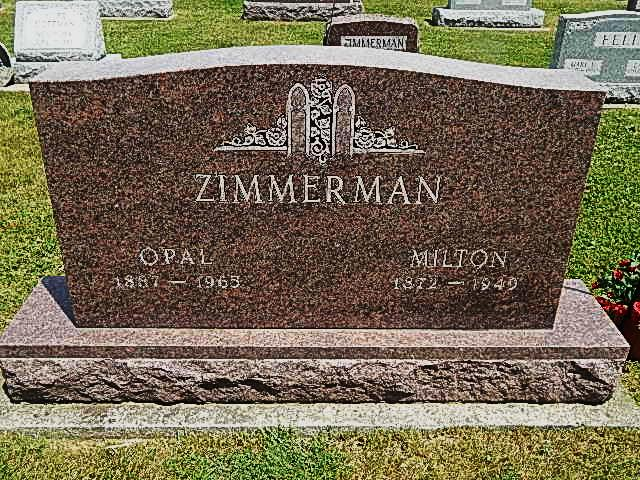 ZIMMERMAN
ZIMMERMAN
OPAL
1887 — 1963
MILTON
1872 — 1949